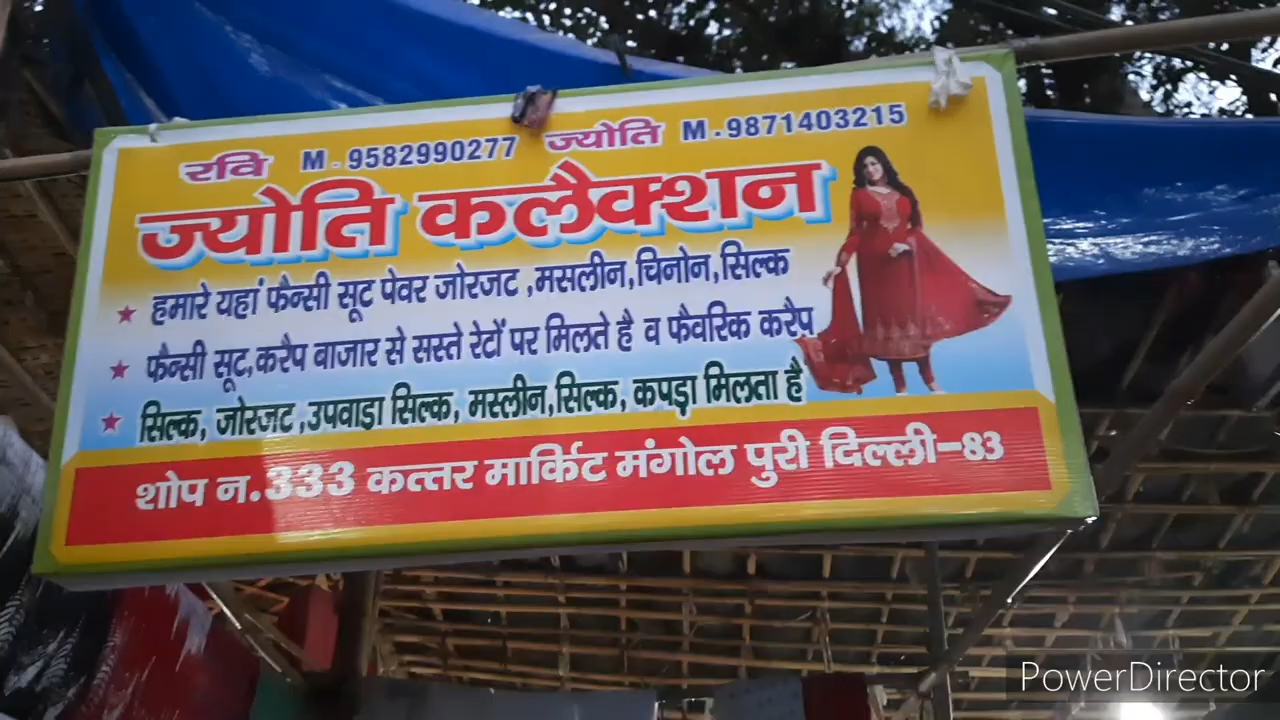 रवि M - 9582990277 ज्योति M - 9871403215
ज्योति कलैक्शन
★ हमारे यहां फैन्सी सूट पेवर जोरजट ,मसलीन,चिनोन,सिल्क
★ फैन्सी सूट,करैप बाजार से सस्ते रेटों पर मिलते है व फैवरिक करैप
★ सिल्क, जोरजट ,उपवाडा सिल्क, मस्लीन,सिल्क, कपड़ा मिलता है
शोप न.333 कत्तर मार्किट मंगोल पुरी दिल्ली-83
PowerDirector